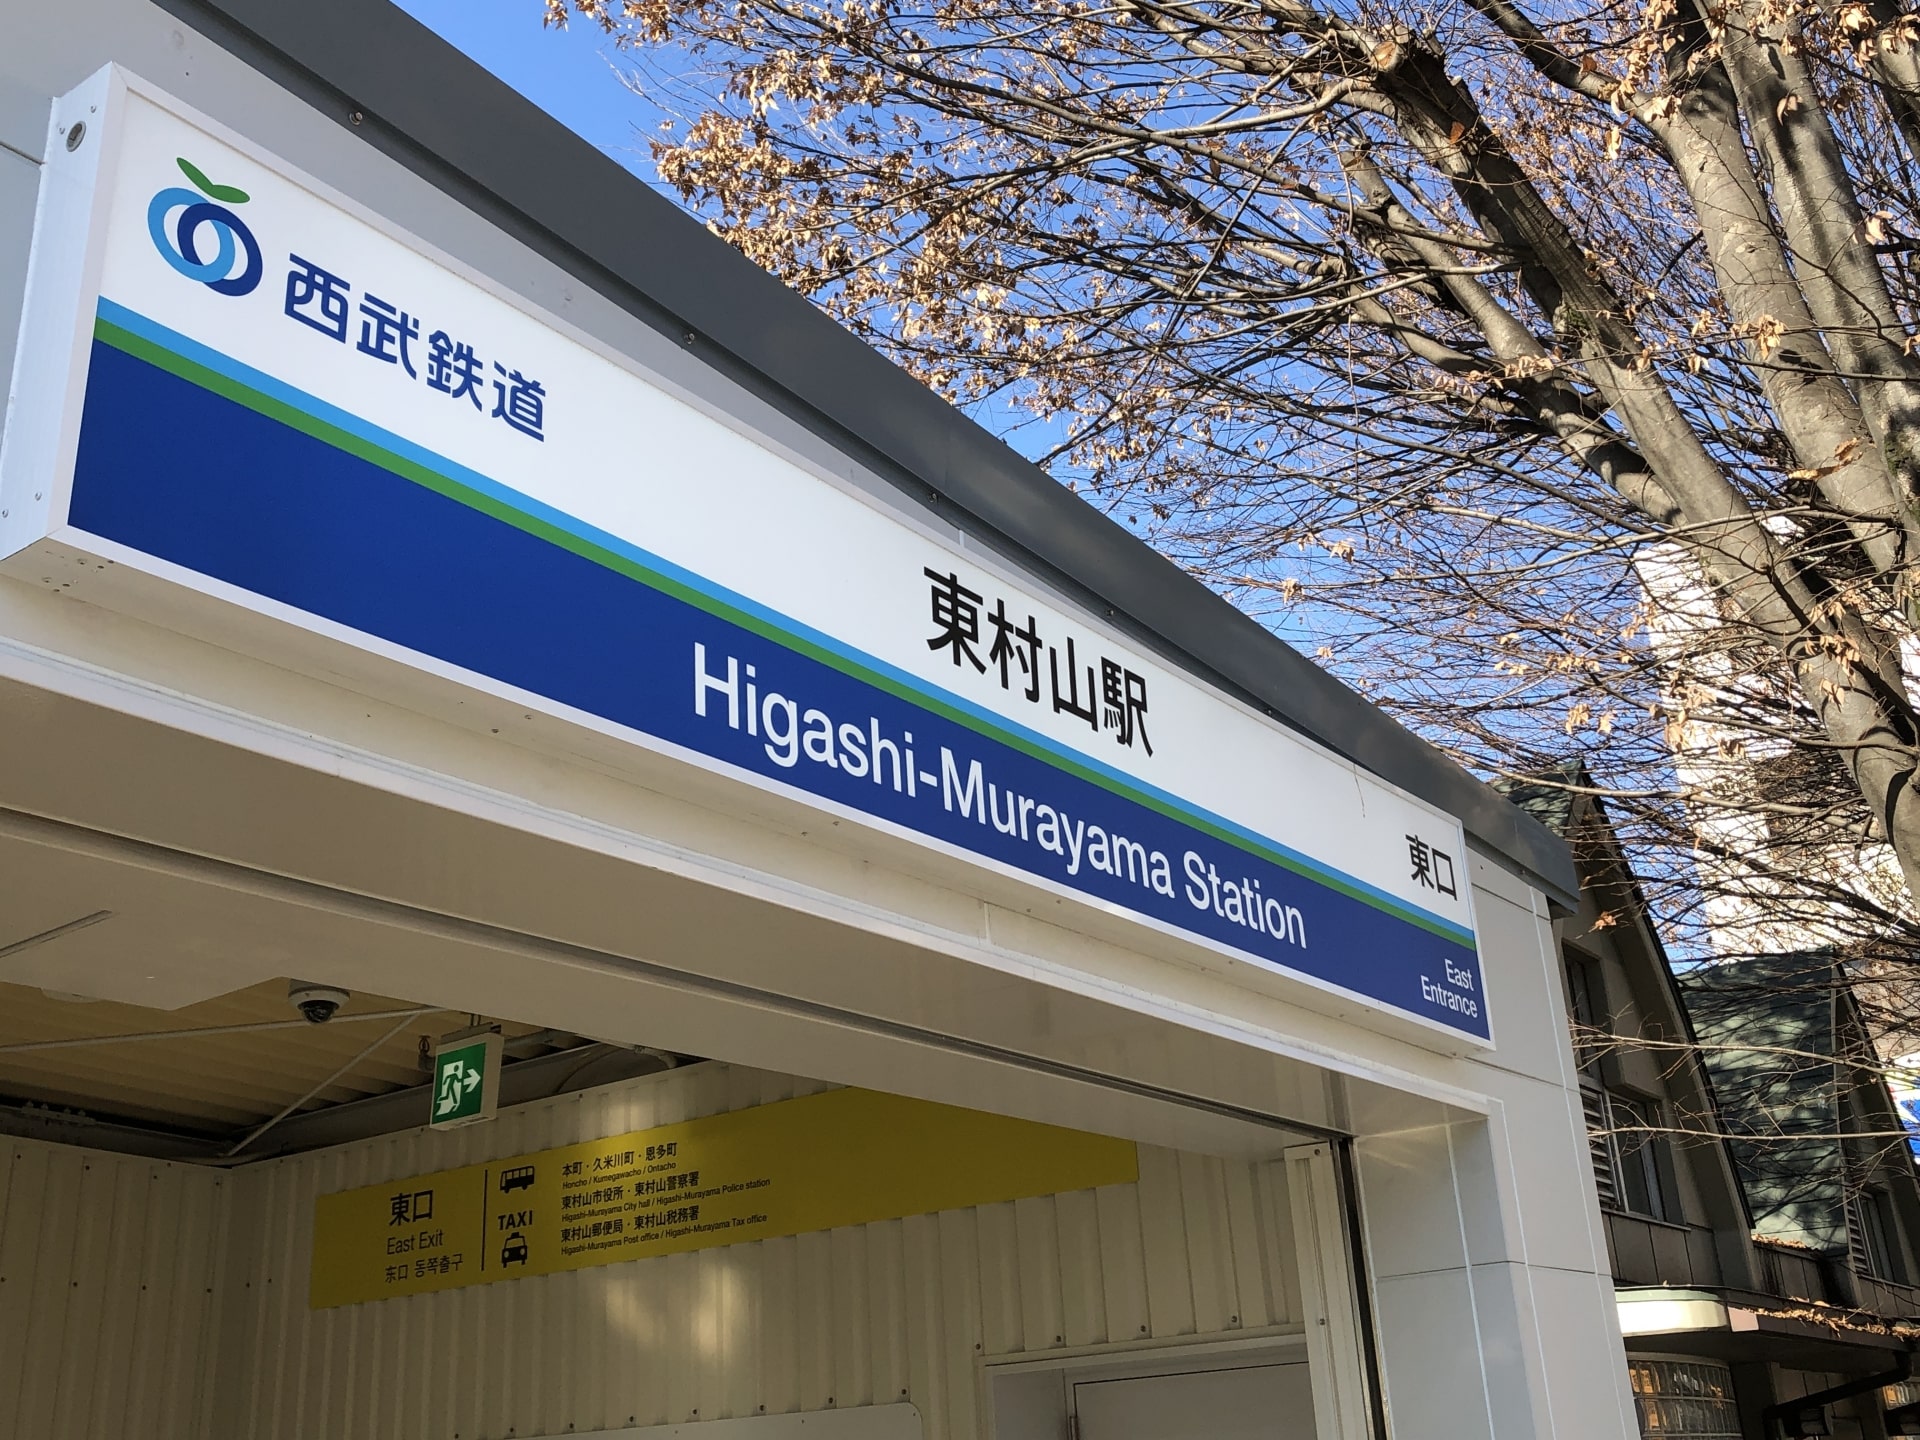 西武鉄道
東村山駅
Higashi-Murayama Station
東口
East
Entrance
東口
East Exit
东口 동쪽출구
TAXI
本町・久米川町・恩多町
Honcho / Kumegawacho / Ontacho
東村山市役所・東村山警察署
Higashi-Murayama City hall / Higashi-Murayama Police station
東村山郵便局・東村山税務署
Higashi-Murayama Post office / Higashi-Murayama Tax office